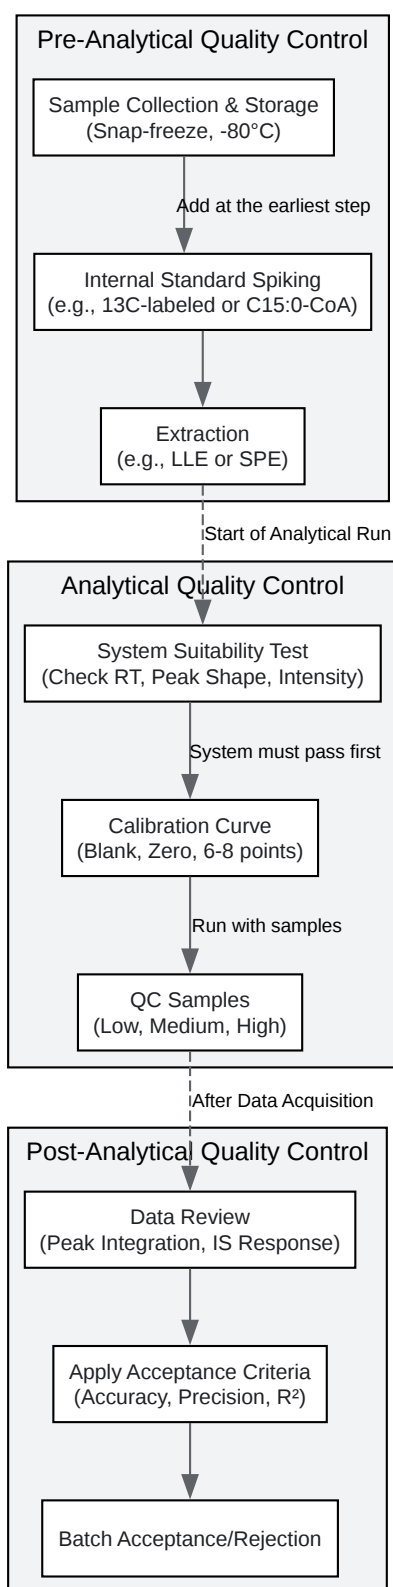 Pre-Analytical Quality Control
Sample Collection & Storage
(Snap-freeze, -80°C)
Add at the earliest step
Internal Standard Spiking
(e.g., 13C-labeled or C15:0-CoA)
Extraction
(e.g., LLE or SPE)
Start of Analytical Run
Analytical Quality Control
System Suitability Test
(Check RT, Peak Shape, Intensity)
System must pass first
Calibration Curve
(Blank, Zero, 6-8 points)
Run with samples
QC Samples
(Low, Medium, High)
After Data Acquisition
Post-Analytical Quality Control
Data Review
(Peak Integration, IS Response)
Apply Acceptance Criteria
(Accuracy, Precision, R²)
Batch Acceptance/Rejection